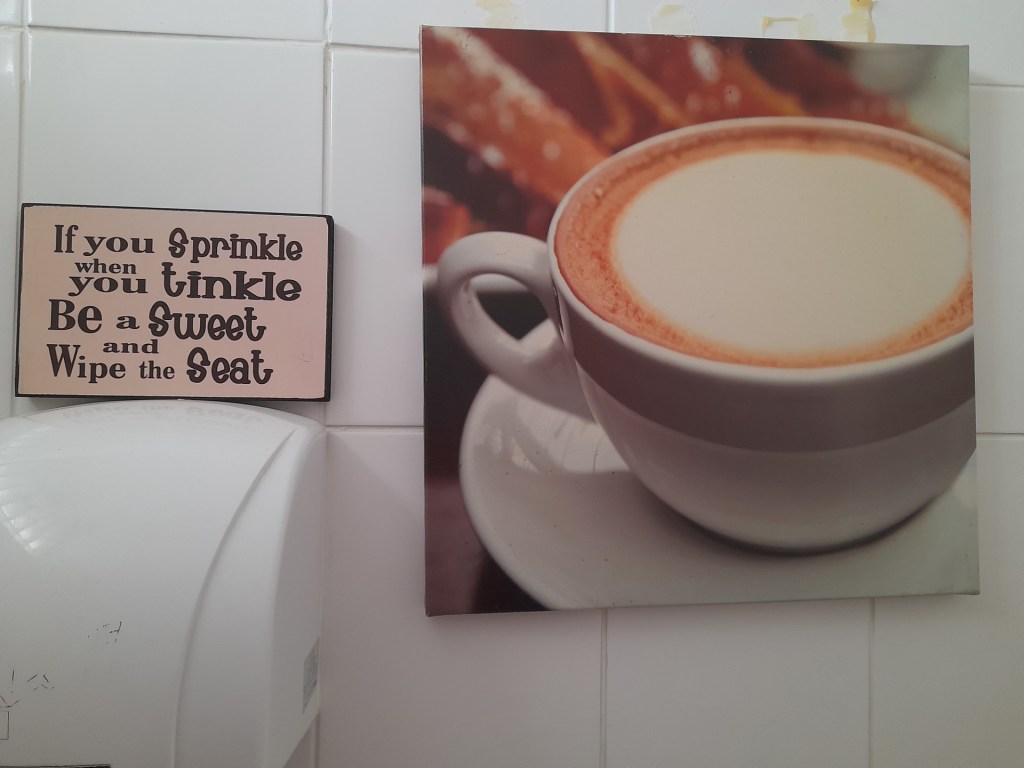 If you Sprinkle
when
you tinkle
Be a Sweet
and
Wipe the Seat